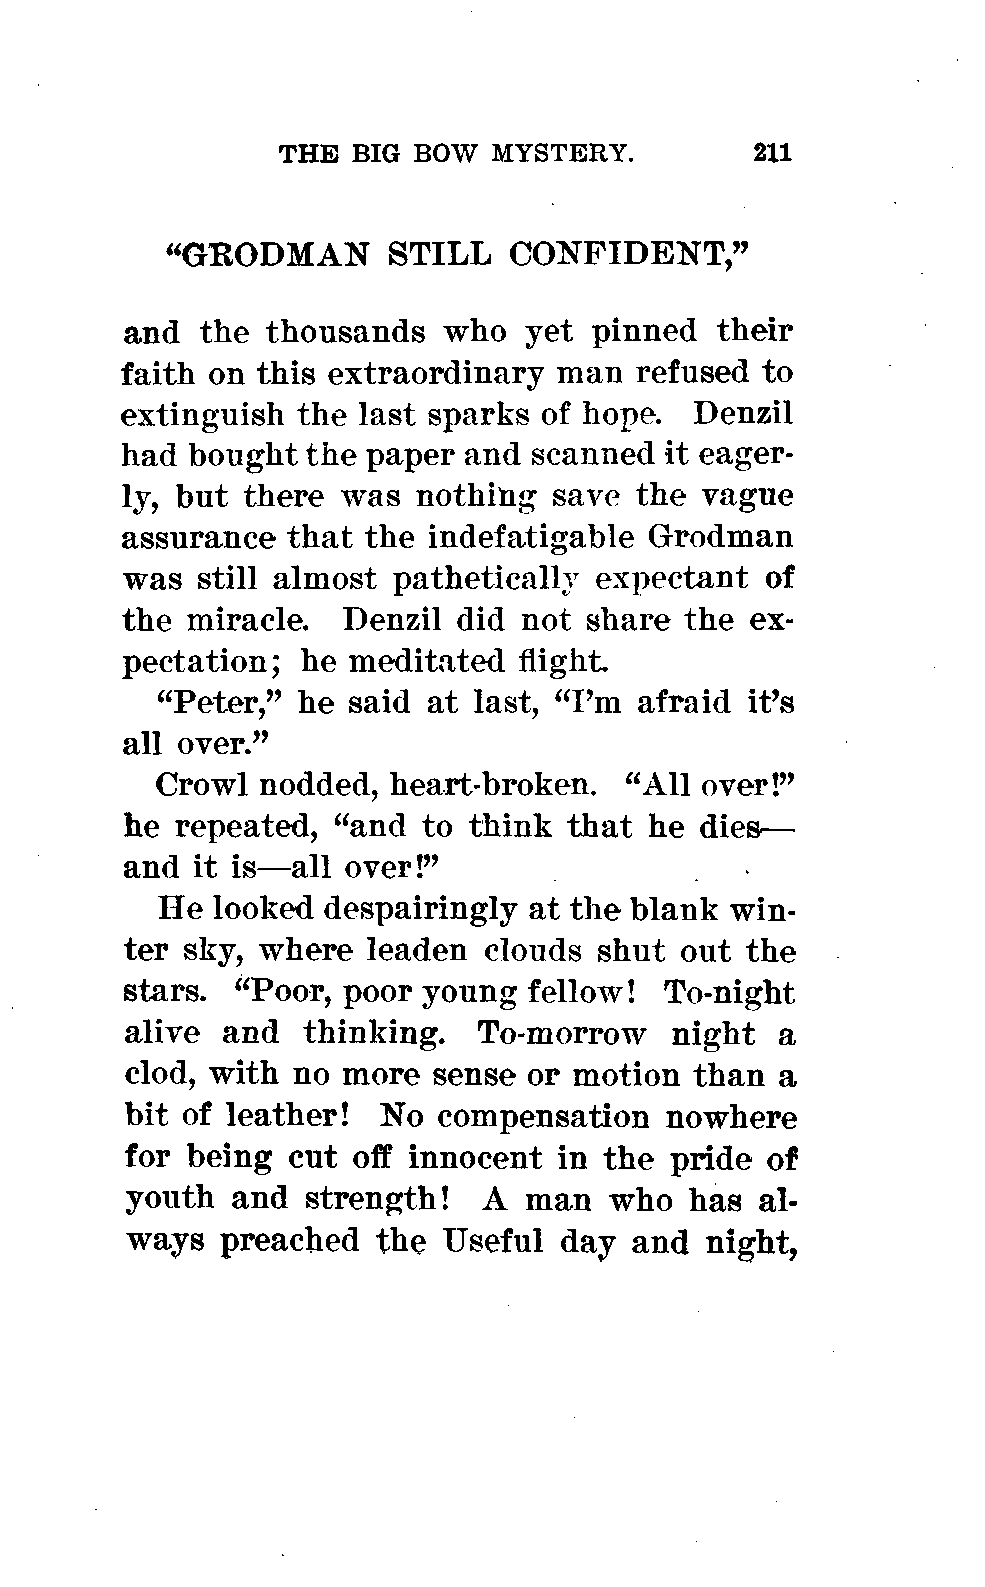 THE BIG BOW MYSTERY. 211
“GRODMAN STILL CONFIDENT,”
and the thousands who yet pinned their
faith on this extraordinary man refused to
extinguish the last sparks of hope. Denzil
had bought the paper and scanned it eager-
ly, but there was nothing save the vague
assurance that the indefatigable Grodman
was still almost pathetically expectant of
the miracle. Denzil did not share the ex-
pectation; he meditated flight.
“Peter,” he said at last, “I’m afraid it’s
all over.”
Crowl nodded, heart-broken. “All over!”
he repeated, “and to think that he dies—
and it is—all over!”
He looked despairingly at the blank win-
ter sky, where leaden clouds shut out the
stars. “Poor, poor young fellow! To-night
alive and thinking. To-morrow night a
clod, with no more sense or motion than a
bit of leather! No compensation nowhere
for being cut off innocent in the pride of
youth and strength! A man who has al-
ways preached the Useful day and night,